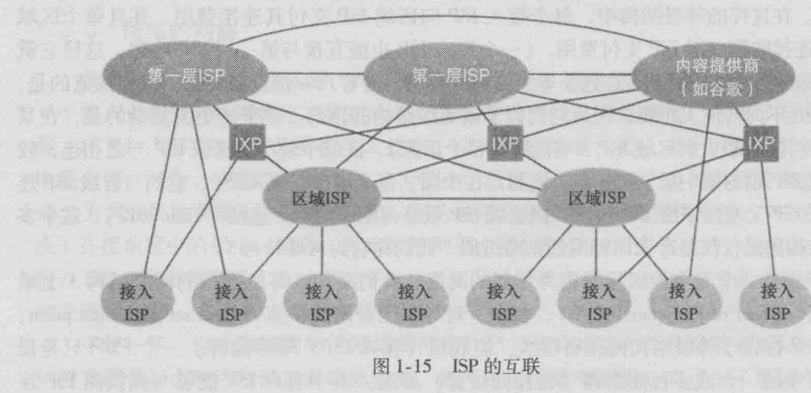 第一层ISP
第一层ISP
内容提供商
（如谷歌）
IXP
IXP
IXP
区域ISP
区域ISP
接入
ISP
接入
ISP
接入
ISP
接入
ISP
接入
ISP
接入
ISP
接入
ISP
接入
ISP
图 1-15 ISP 的互联